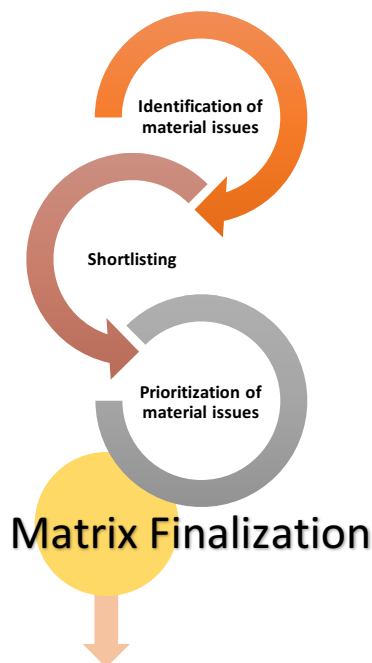 Identification of
material issues
Shortlisting
Prioritization of
material issues
Matrix Finalization